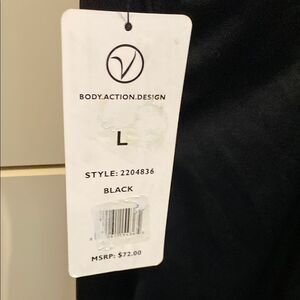 BODY.ACTION.DESIGN
L
STYLE: 2204836
BLACK
MSRP: $72.00